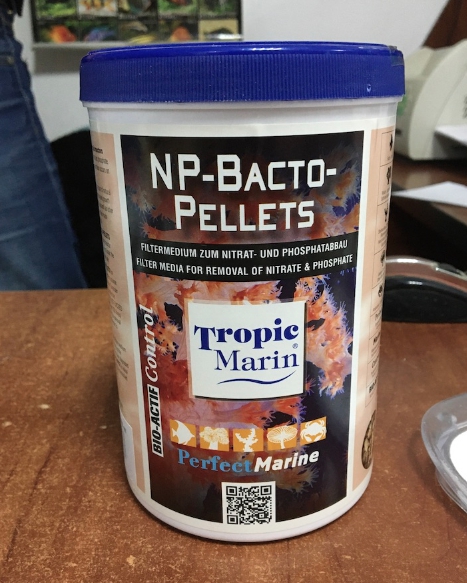 NP-BACTO-
PELLETS
FILTERMEDIUM ZUM NITRAT- UND PHOSPHATABBAU
FILTER MEDIA FOR REMOVAL OF NITRATE & PHOSPHATE
BIO-ACTIF Control
Tropic
Marin®
PerfectMarine